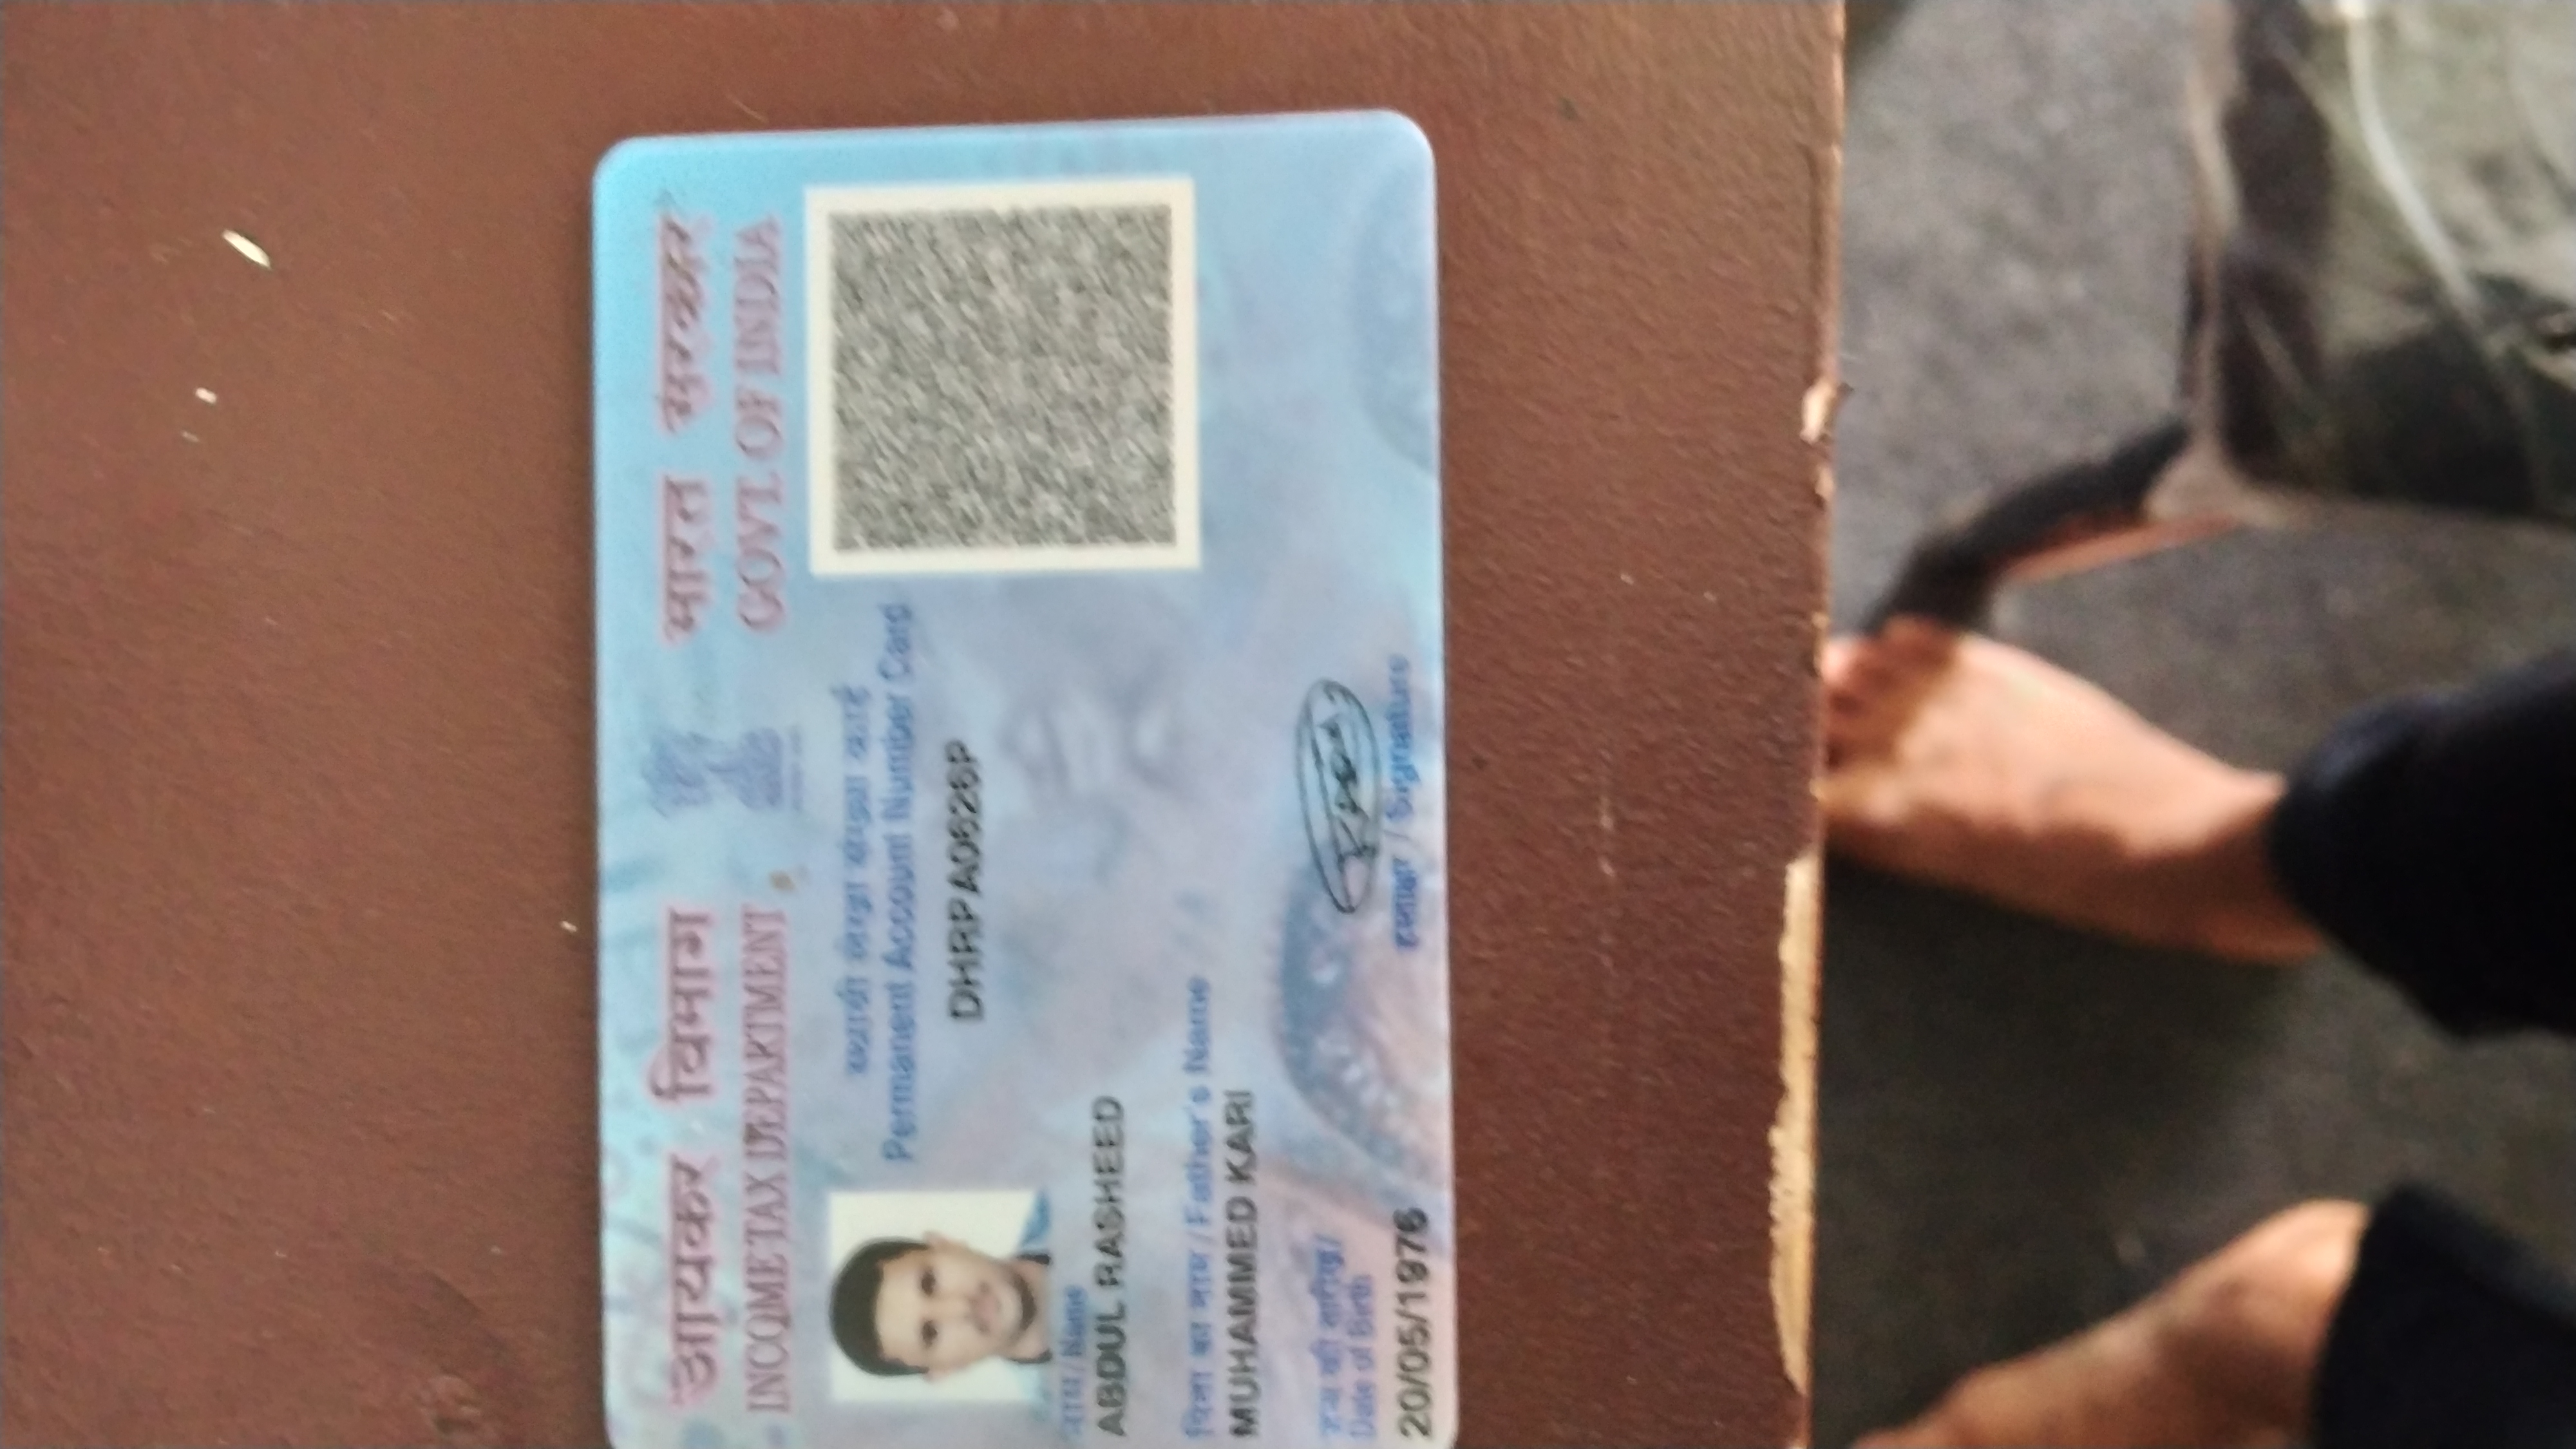 आयकर विभाग
INCOME TAX DEPARTMENT
भारत सरकार
GOVT. OF INDIA
स्थायी लेखा संख्या कार्ड
Permanent Account Number Card
DHRPA0626P
नाम / Name
ABDUL RASHEED
पिता का नाम / Father's Name
MUHAMMED KARI
जन्म की तारीख /
Date of Birth
20/05/1976
हस्ताक्षर / Signature